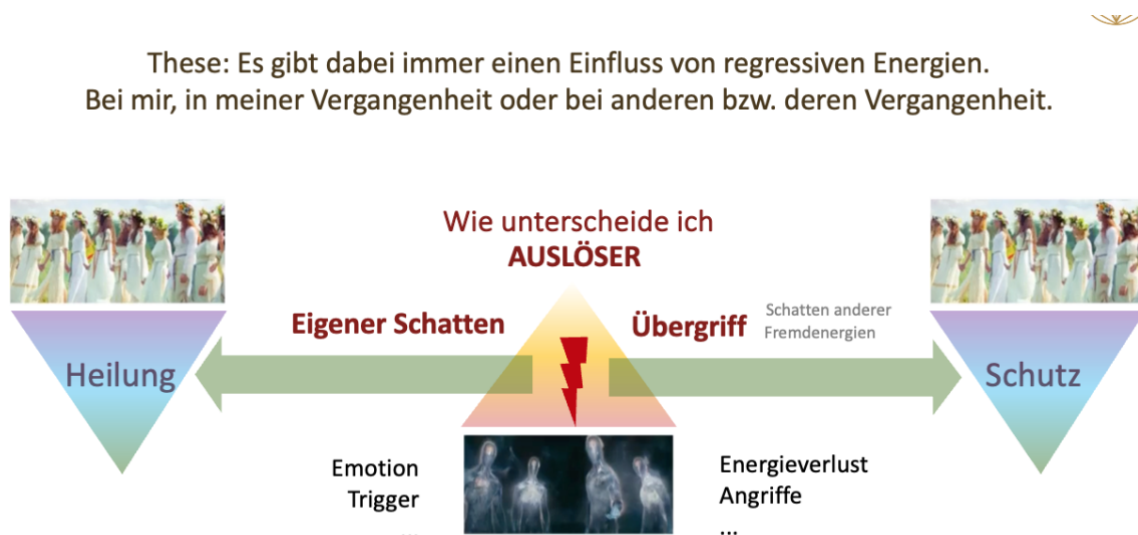 These: Es gibt dabei immer einen Einfluss von regressiven Energien.
Bei mir, in meiner Vergangenheit oder bei anderen bzw. deren Vergangenheit.
Wie unterscheide ich
AUSLÖSER
Eigener Schatten
Übergriff
Schatten anderer
Fremdenergien
Heilung
Schutz
Emotion
Trigger
...
Energieverlust
Angriffe
...